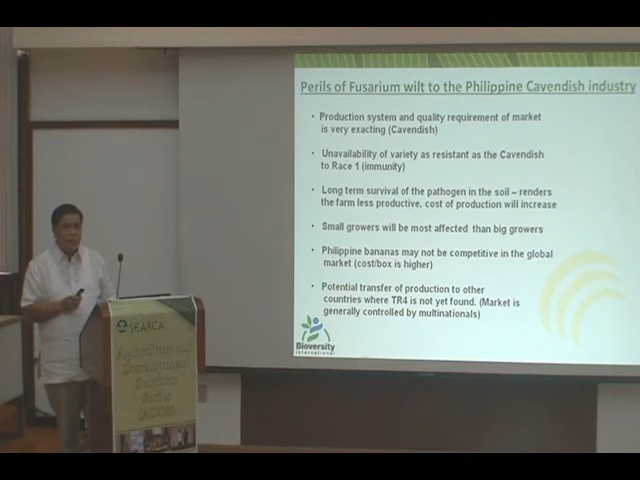 Perils of Fusarium wilt to the Philippine Cavendish industry
• Production system and quality requirement of market
is very exacting (Cavendish)
• Unavailability of variety as resistant as the Cavendish
to Race 1 (immunity)
• Long term survival of the pathogen in the soil – renders
the farm less productive, cost of production will increase
• Small growers will be most affected than big growers
• Philippine bananas may not be competitive in the global
market (cost/box is higher)
• Potential transfer of production to other
countries where TR4 is not yet found. (Market is
generally controlled by multinationals)
Bioversity
International
SEARCA
Agriculture and
Development
Seminar
Series
(ADSS)